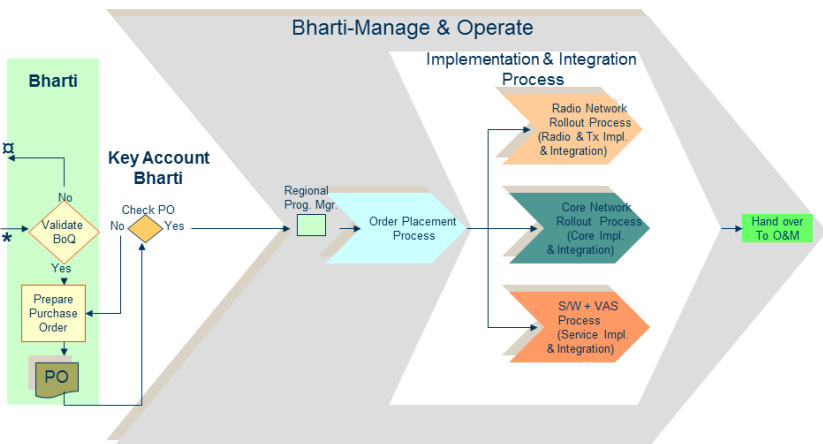 Bharti-Manage & Operate
Implementation & Integration
Process
Bharti
Key Account
Bharti
¤
No
Validate
BoQ
*
Yes
Prepare
Purchase
Order
PO
Check PO
No
Yes
Regional
Prog. Mgr.
Order Placement
Process
Radio Network
Rollout Process
(Radio & Tx Impl.
& Integration)
Core Network
Rollout Process
(Core Impl.
& Integration)
S/W + VAS
Process
(Service Impl.
& Integration)
Hand over
To O&M